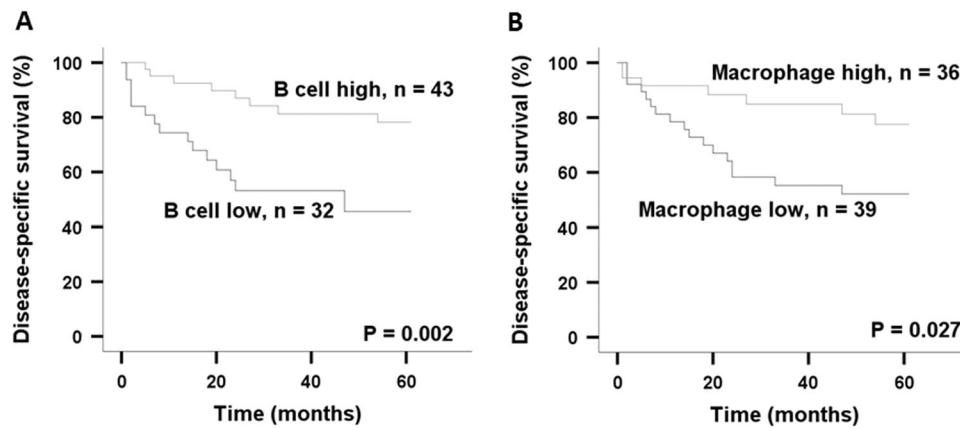 A
Disease-specific survival (%)
100
80
60
40
20
0
B cell high, n = 43
B cell low, n = 32
P = 0.002
0
20
40
60
Time (months)
B
Disease-specific survival (%)
100
80
60
40
20
0
Macrophage high, n = 36
Macrophage low, n = 39
P = 0.027
0
20
40
60
Time (months)